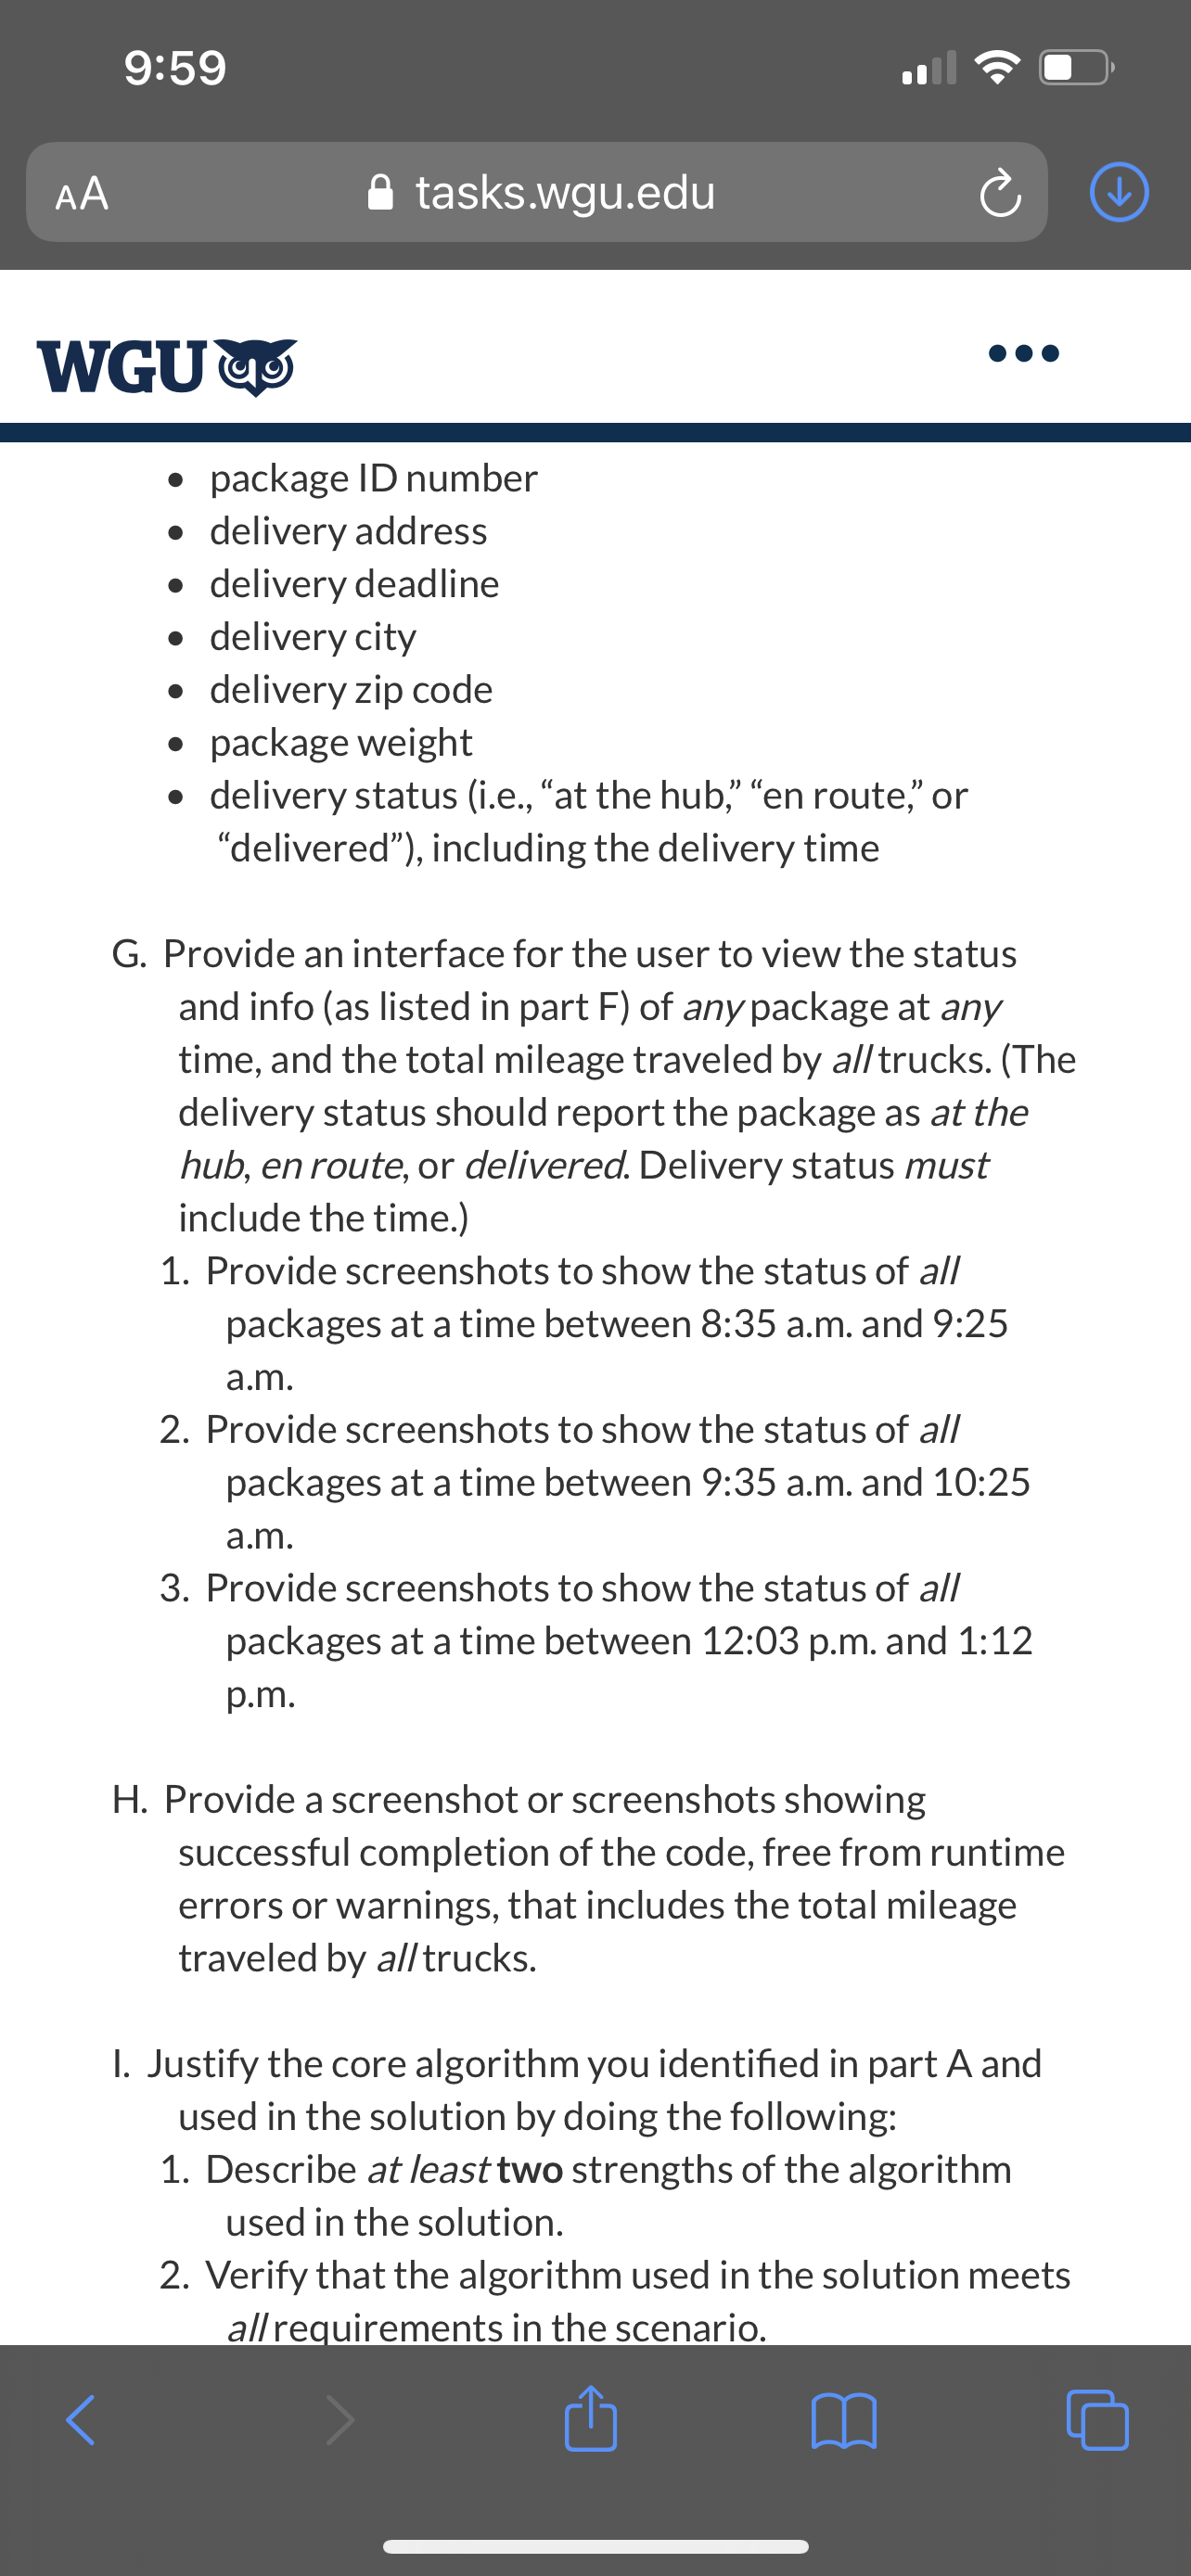 9:59
AA
tasks.wgu.edu
WGU
• package ID number
• delivery address
• delivery deadline
• delivery city
• delivery zip code
• package weight
• delivery status (i.e., “at the hub,” “en route,” or
“delivered”), including the delivery time
G. Provide an interface for the user to view the status
and info (as listed in part F) of any package at any
time, and the total mileage traveled by all trucks. (The
delivery status should report the package as at the
hub, en route, or delivered. Delivery status must
include the time.)
1. Provide screenshots to show the status of all
packages at a time between 8:35 a.m. and 9:25
a.m.
2. Provide screenshots to show the status of all
packages at a time between 9:35 a.m. and 10:25
a.m.
3. Provide screenshots to show the status of all
packages at a time between 12:03 p.m. and 1:12
p.m.
H. Provide a screenshot or screenshots showing
successful completion of the code, free from runtime
errors or warnings, that includes the total mileage
traveled by all trucks.
I. Justify the core algorithm you identified in part A and
used in the solution by doing the following:
1. Describe at least two strengths of the algorithm
used in the solution.
2. Verify that the algorithm used in the solution meets
all requirements in the scenario.